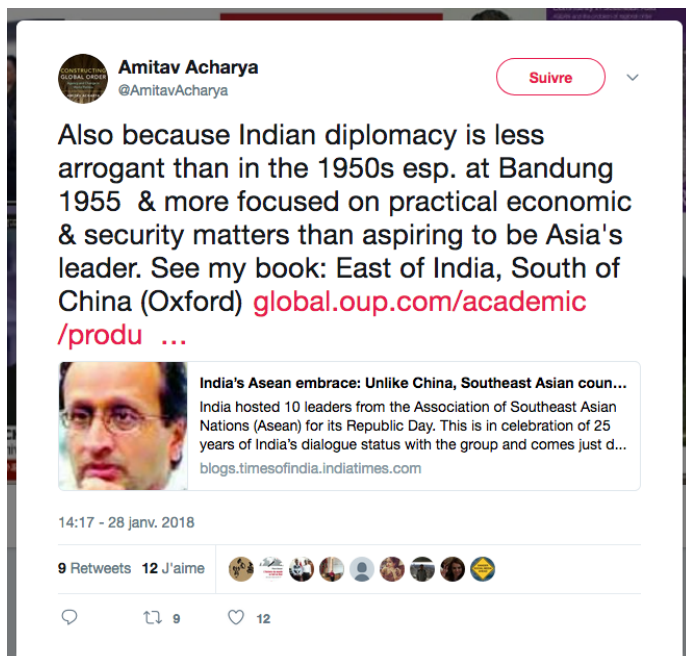 CONSTRUCTING
GLOBAL ORDER
Amitav Acharya
@AmitavAcharya
Suivre
Also because Indian diplomacy is less
arrogant than in the 1950s esp. at Bandung
1955 & more focused on practical economic
& security matters than aspiring to be Asia's
leader. See my book: East of India, South of
China (Oxford) global.oup.com/academic
/produ ...
India's Asean embrace: Unlike China, Southeast Asian coun...
India hosted 10 leaders from the Association of Southeast Asian
Nations (Asean) for its Republic Day. This is in celebration of 25
years of India's dialogue status with the group and comes just d...
blogs.timesofindia.indiatimes.com
14:17 - 28 janv. 2018
9 Retweets 12 J'aime
9 12